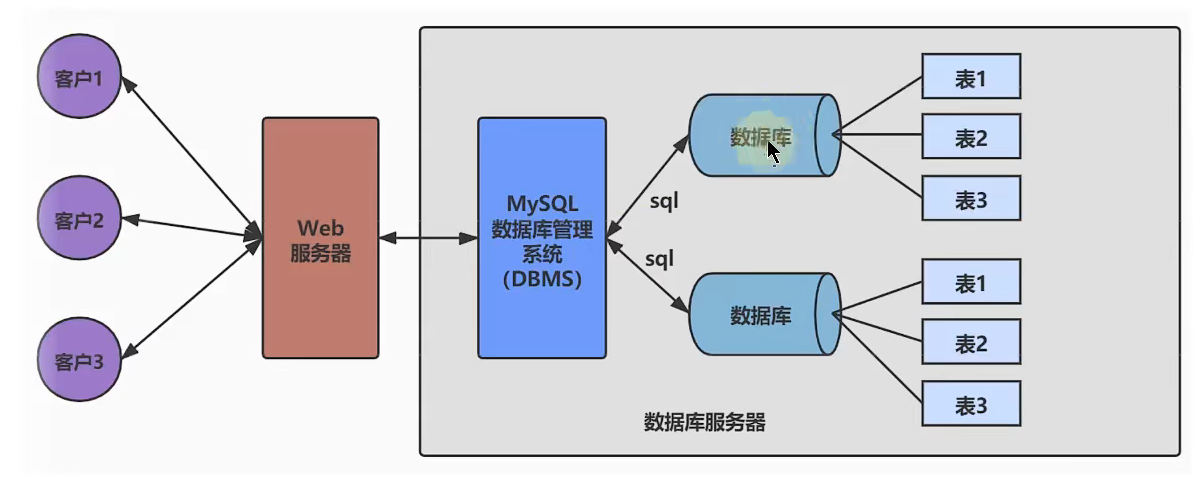 客户1
客户2
客户3
Web
服务器
MySQL
数据库管理
系统
（DBMS）
sql
sql
数据库
表1
表2
表3
数据库
表1
表2
表3
数据库服务器